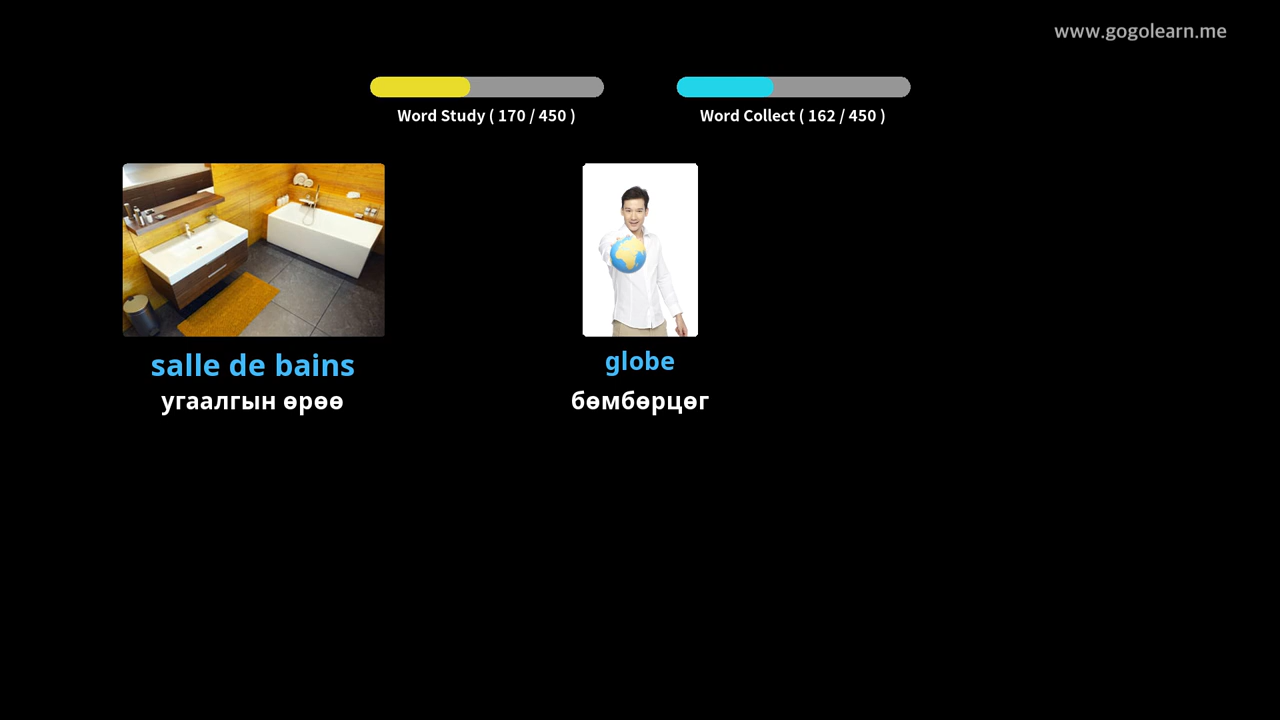 www.gogolearn.me
Word Study ( 170 / 450 )
Word Collect ( 162 / 450 )
salle de bains
угаалгын өрөө
globe
бөмбөрцөг